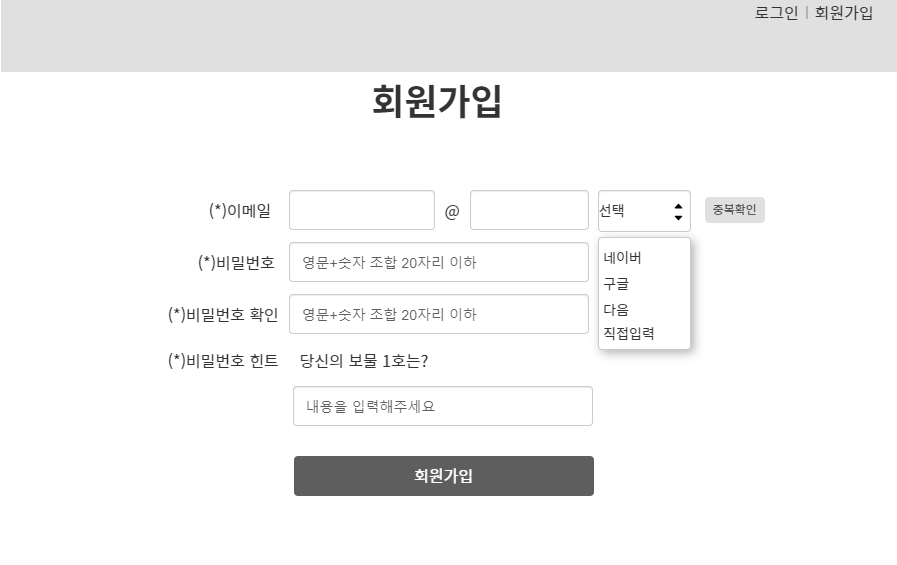 로그인 | 회원가입
회원가입
(*)이메일 @ 선택 중복확인
네이버
구글
다음
직접입력
(*)비밀번호 영문+숫자 조합 20자리 이하
(*)비밀번호 확인 영문+숫자 조합 20자리 이하
(*)비밀번호 힌트 당신의 보물 1호는?
내용을 입력해주세요
회원가입